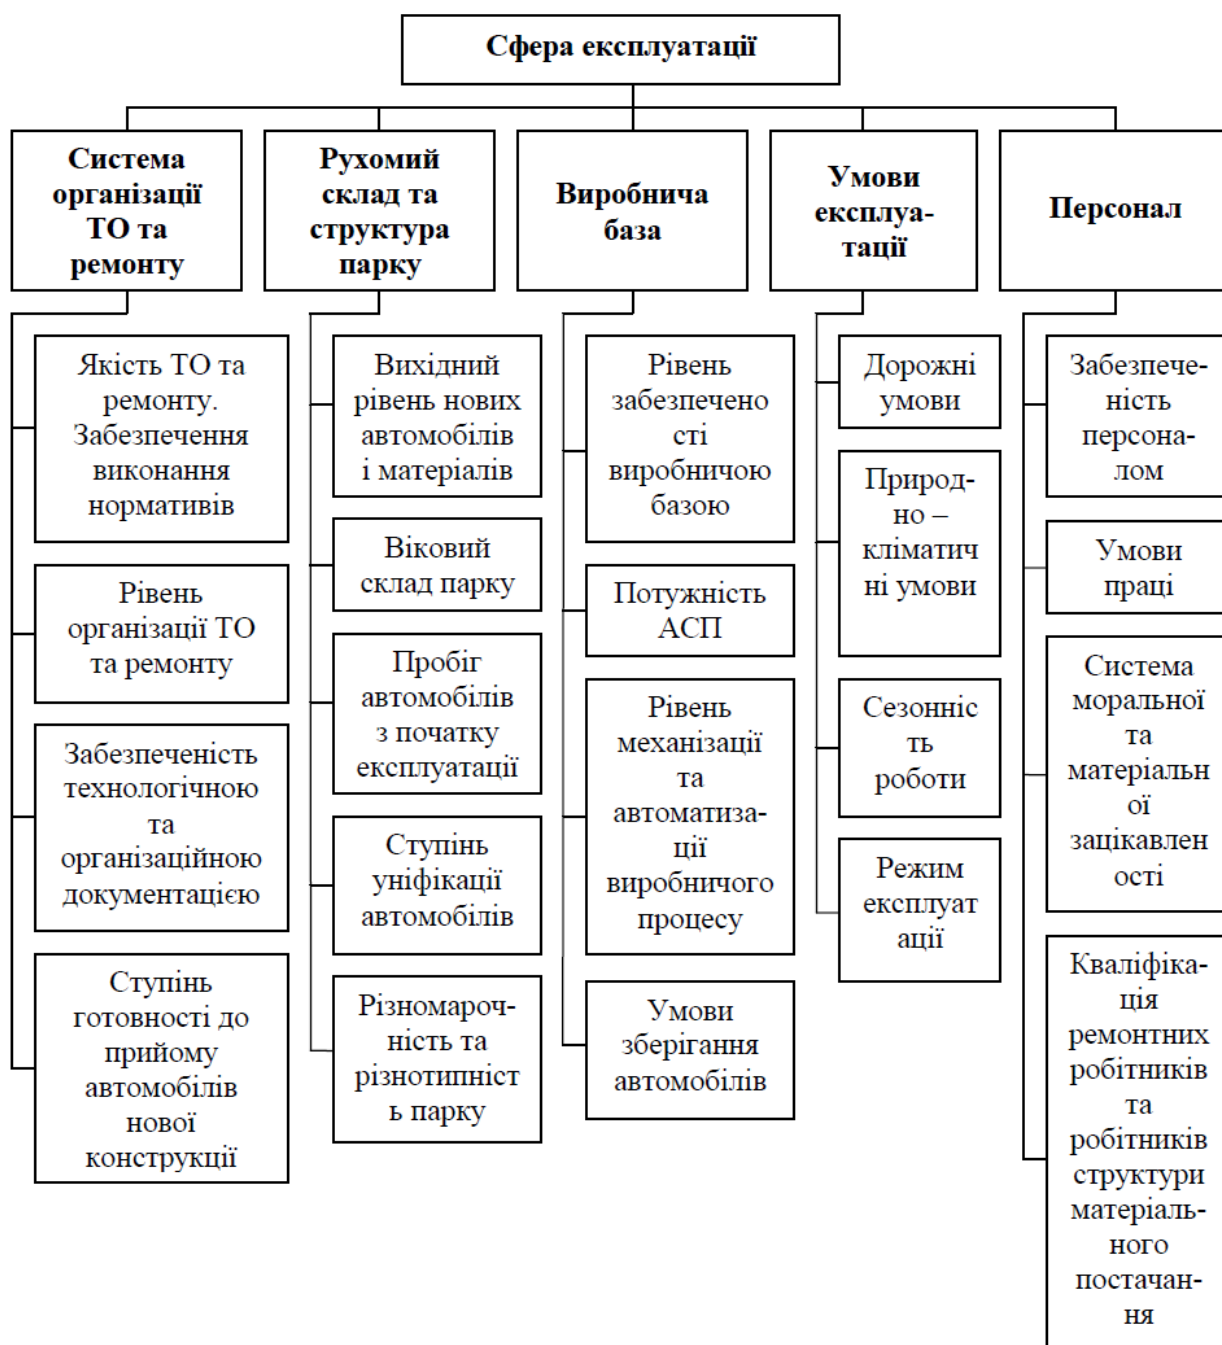 Сфера експлуатації
Система
організації
ТО та
ремонту
Рухомий
склад та
структура
парку
Виробнича
база
Умови
експлуа-
тації
Персонал
Якість ТО та
ремонту.
Забезпечення
виконання
нормативів
Рівень
організації ТО
та ремонту
Забезпеченість
технологічною
та
організаційною
документацією
Ступінь
готовності до
прийому
автомобілів
нової
конструкції
Вихідний
рівень нових
автомобілів
і матеріалів
Віковий
склад парку
Пробіг
автомобілів
з початку
експлуатації
Ступінь
уніфікації
автомобілів
Різномароч-
ність та
різнотипніст
ь парку
Рівень
забезпечено
сті
виробничою
базою
Потужність
АСП
Рівень
механізації
та
автоматиза-
ції
виробничого
процесу
Умови
зберігання
автомобілів
Дорожні
умови
Природ-
но –
кліматич
ні умови
Сезонніс
ть
роботи
Режим
експлуат
ації
Забезпече-
ність
персона-
лом
Умови
праці
Система
моральної
та
матеріальн
ої
зацікавлен
ості
Кваліфіка-
ція
ремонтних
робітників
та
робітників
структури
матеріаль-
ного
постачан-
ня